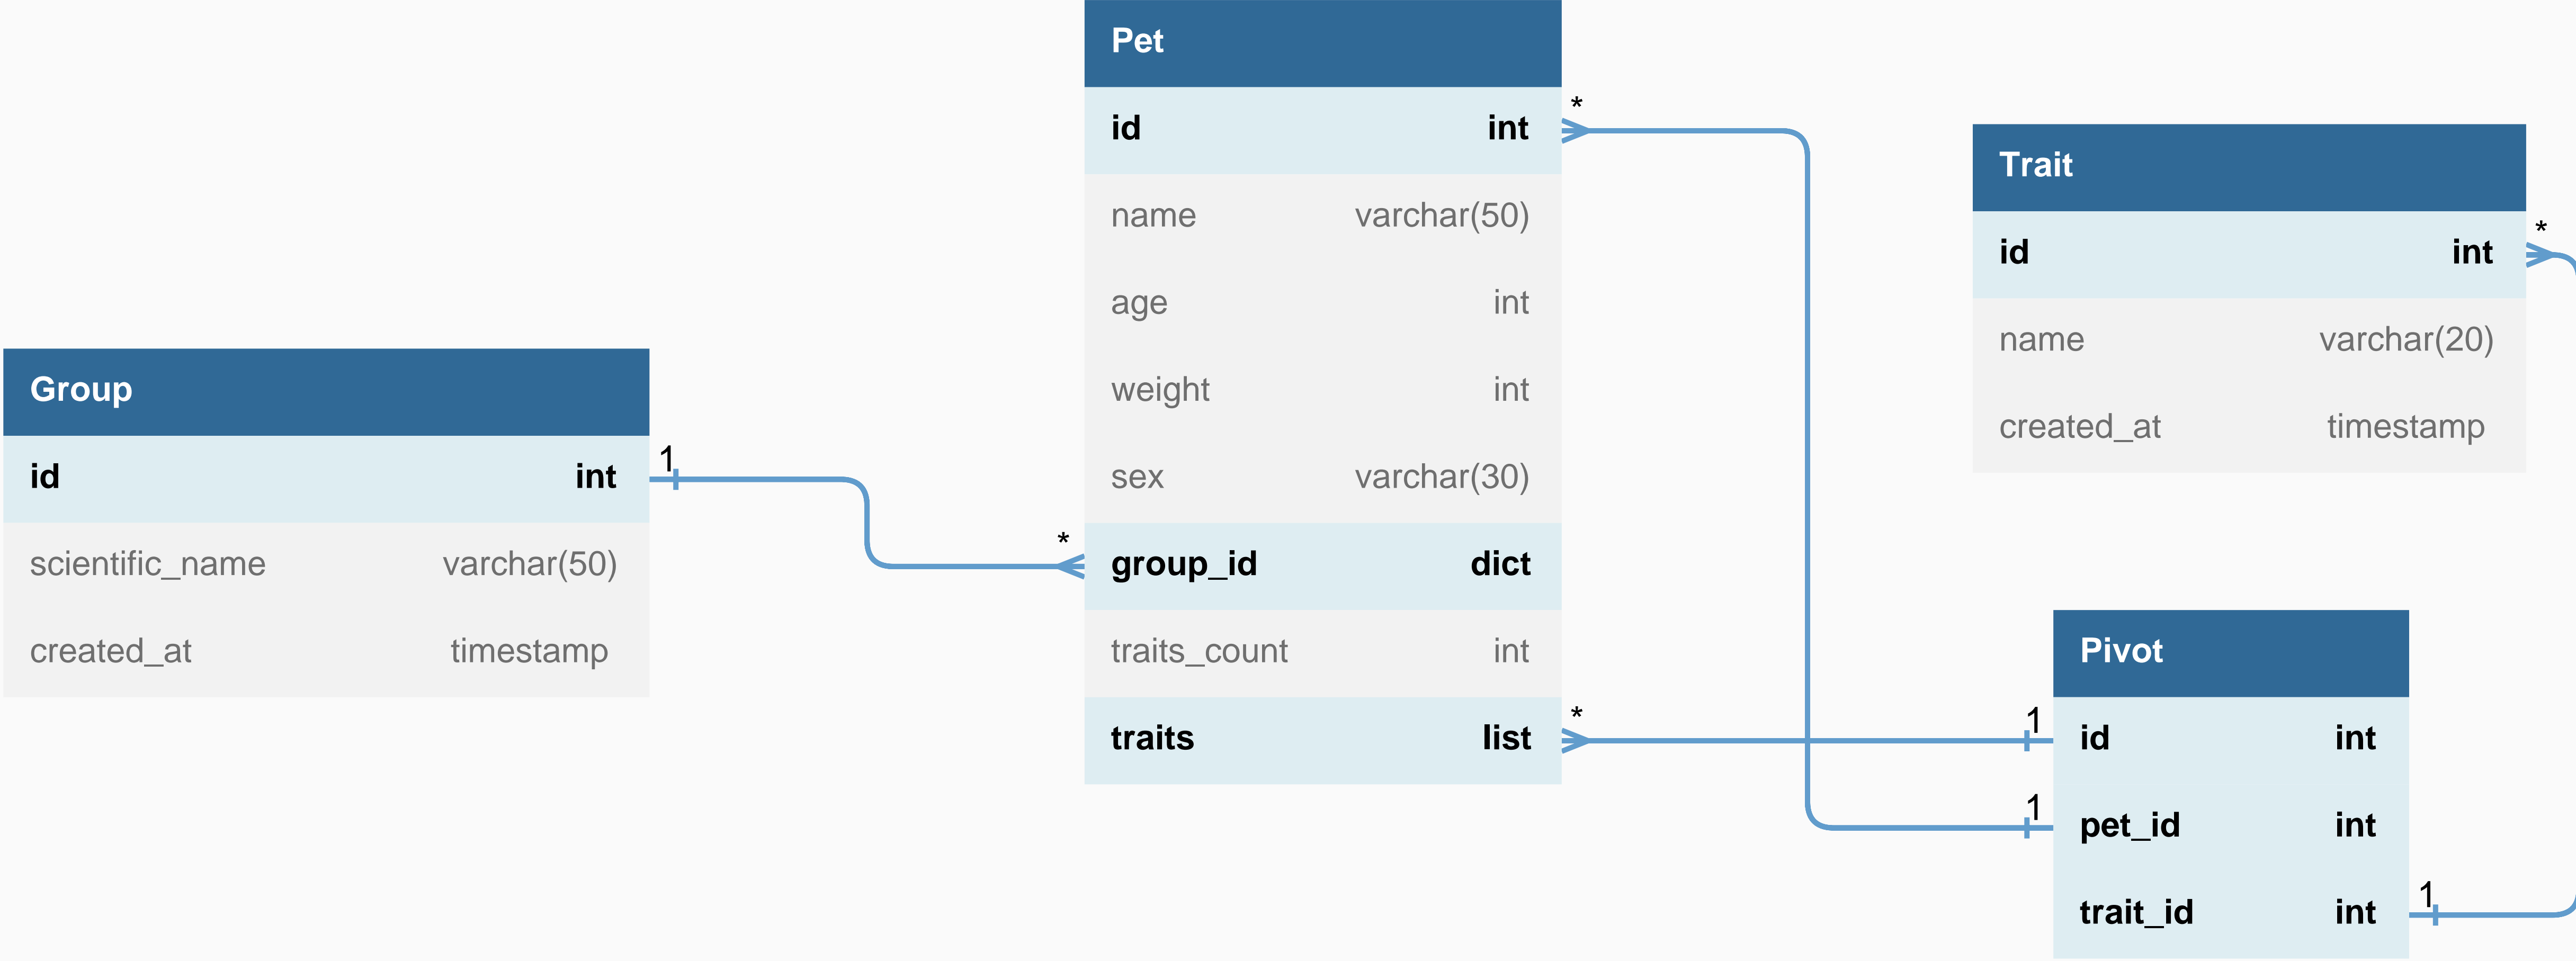 Group
id int
scientific_name varchar(50)
created_at timestamp
1
*
Pet
id int
name varchar(50)
age int
weight int
sex varchar(30)
group_id dict
traits_count int
traits list
*
*
Trait
id int
name varchar(20)
created_at timestamp
*
Pivot
1
id int
1
pet_id int
trait_id int
1